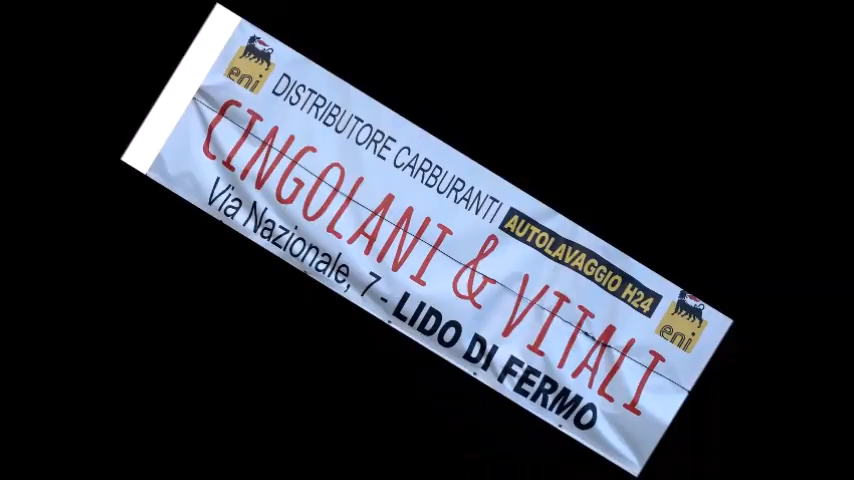 eni DISTRIBUTORE CARBURANTI AUTOLAVAGGIO H24 eni
CINGOLANI & VITALI
Via Nazionale, 7 - LIDO DI FERMO